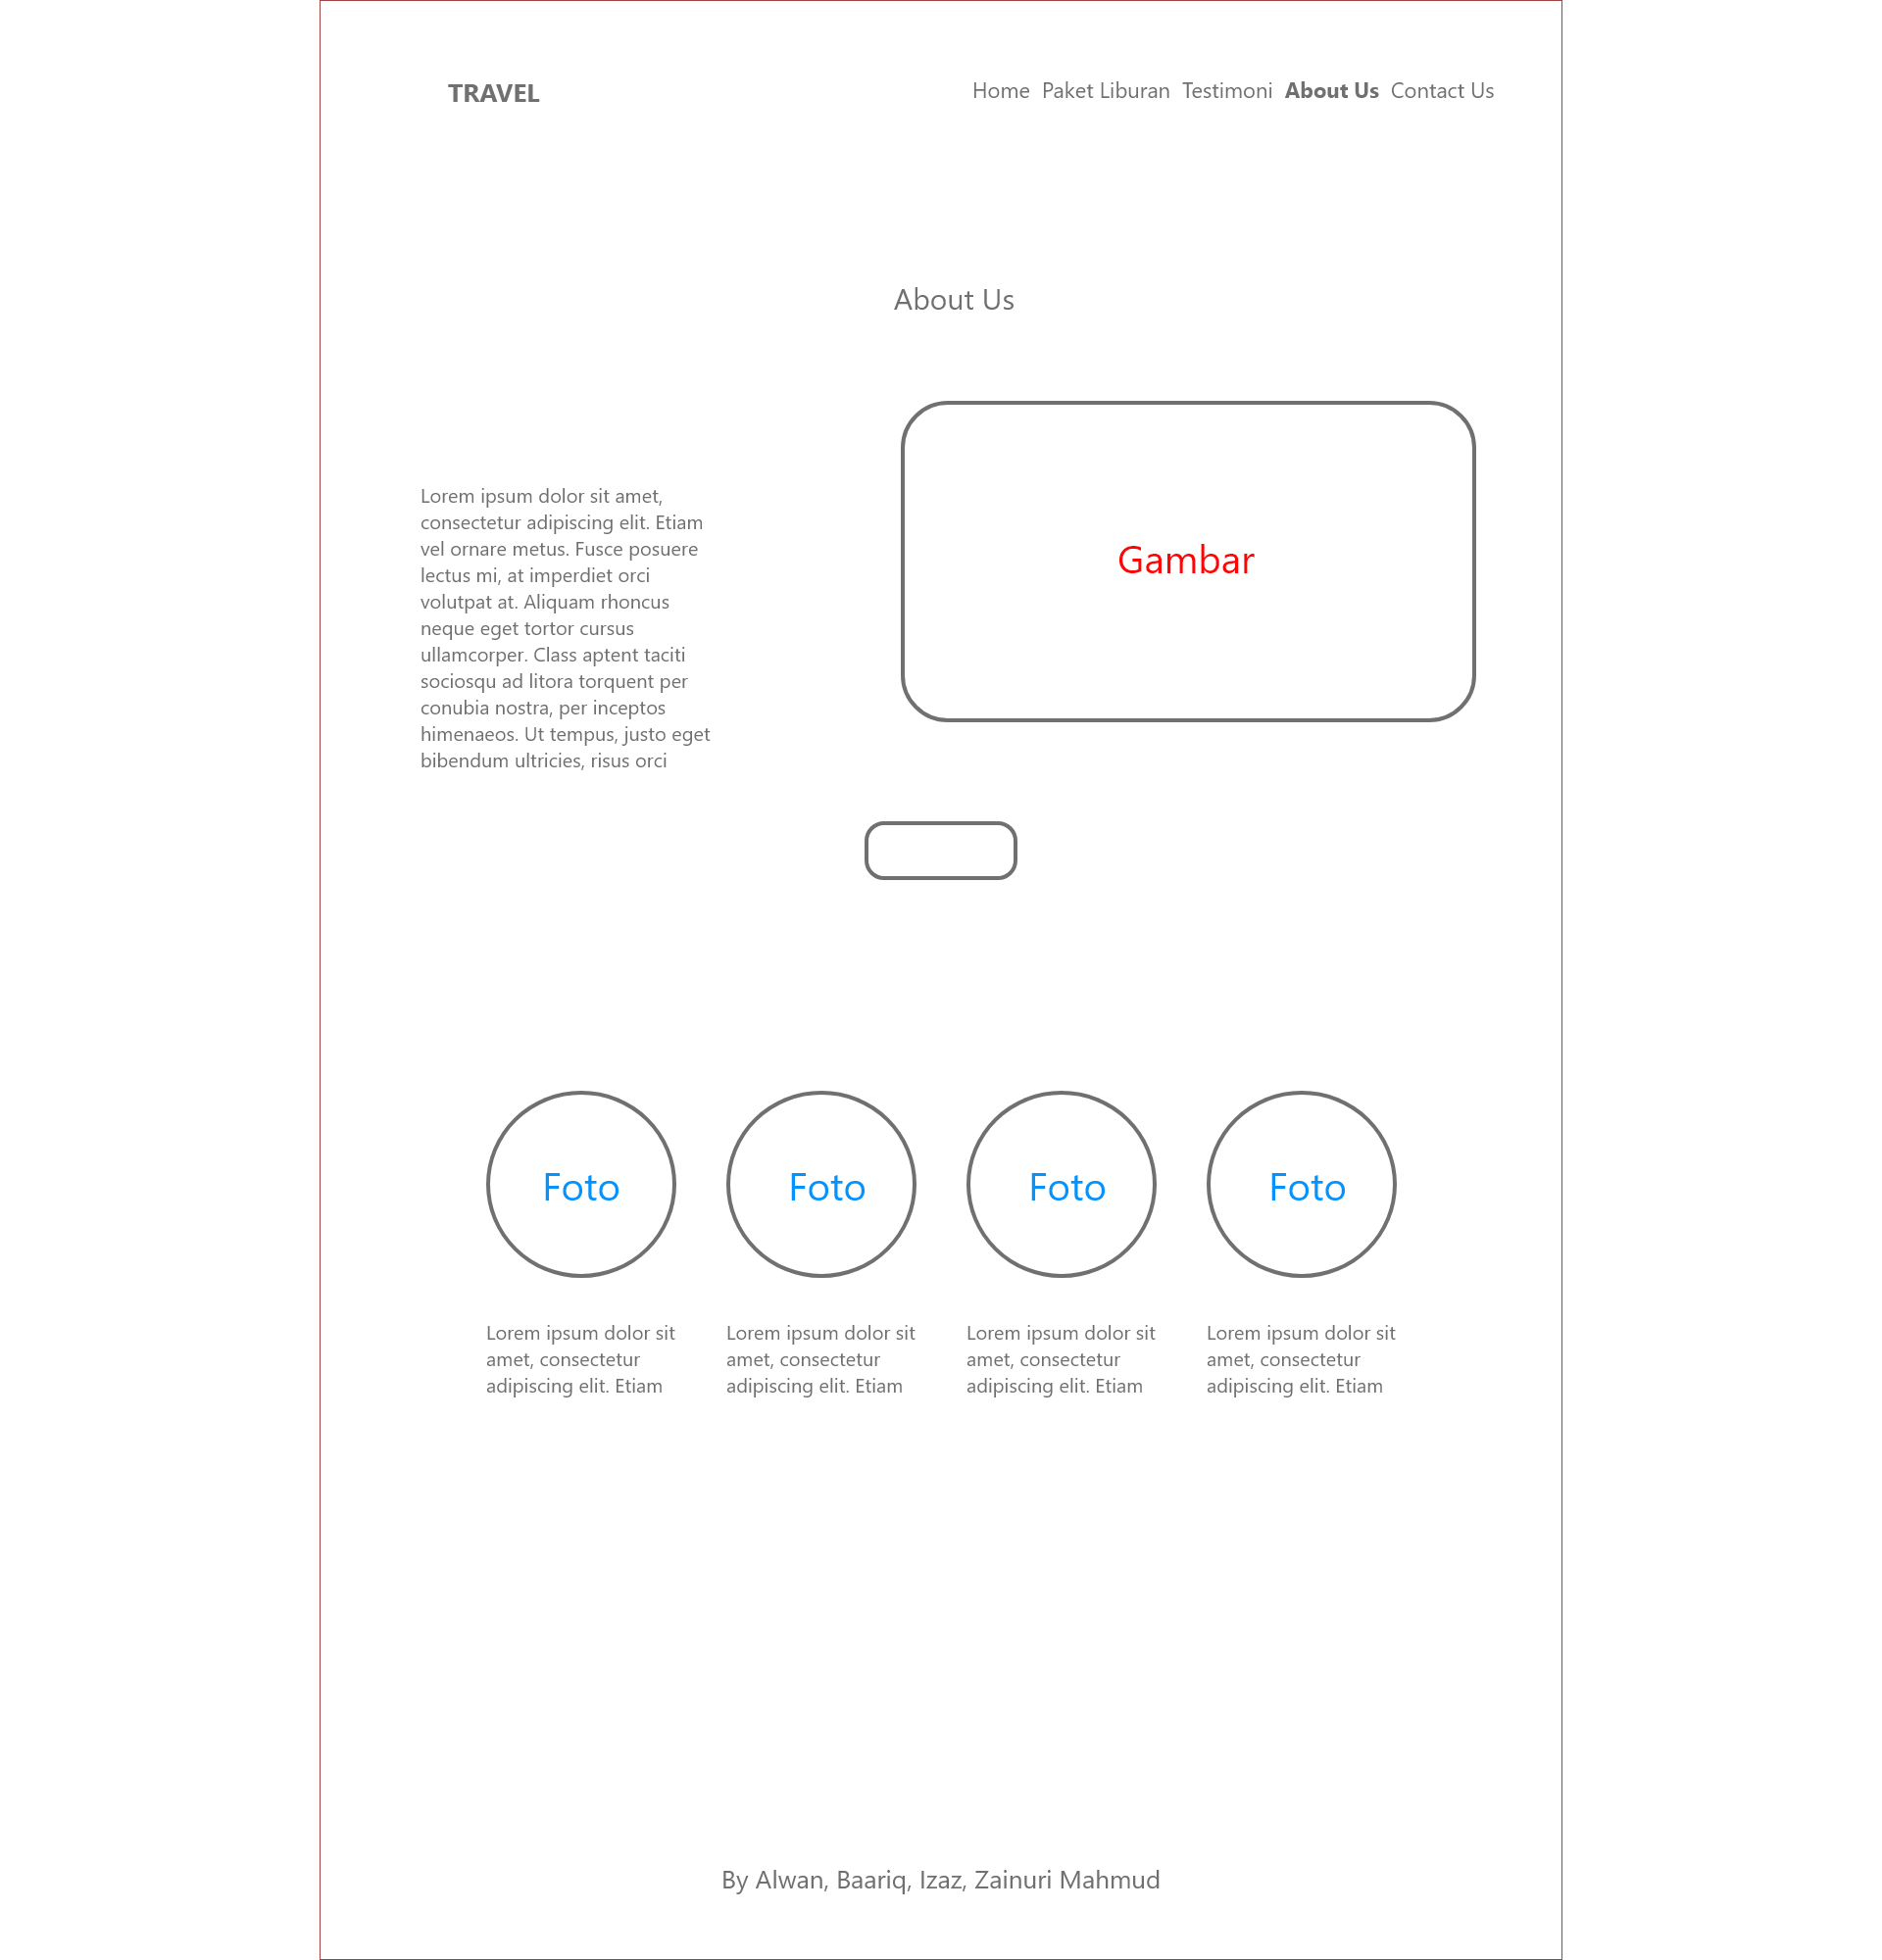 TRAVEL
Home Paket Liburan Testimoni About Us Contact Us
About Us
Lorem ipsum dolor sit amet,
consectetur adipiscing elit. Etiam
vel ornare metus. Fusce posuere
lectus mi, at imperdiet orci
volutpat at. Aliquam rhoncus
neque eget tortor cursus
ullamcorper. Class aptent taciti
sociosqu ad litora torquent per
conubia nostra, per inceptos
himenaeos. Ut tempus, justo eget
bibendum ultricies, risus orci
Gambar
Foto
Foto
Foto
Foto
Lorem ipsum dolor sit
amet, consectetur
adipiscing elit. Etiam
Lorem ipsum dolor sit
amet, consectetur
adipiscing elit. Etiam
Lorem ipsum dolor sit
amet, consectetur
adipiscing elit. Etiam
Lorem ipsum dolor sit
amet, consectetur
adipiscing elit. Etiam
By Alwan, Baariq, Izaz, Zainuri Mahmud